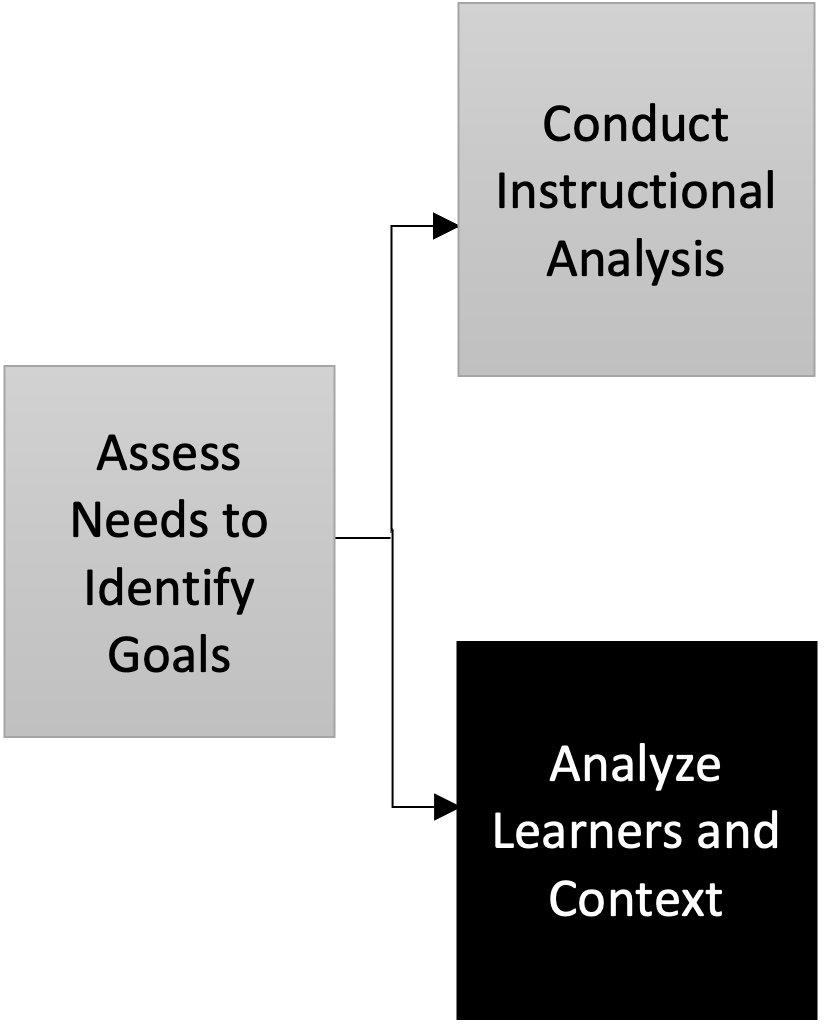 Conduct
Instructional
Analysis
Assess
Needs to
Identify
Goals
Analyze
Learners and
Context